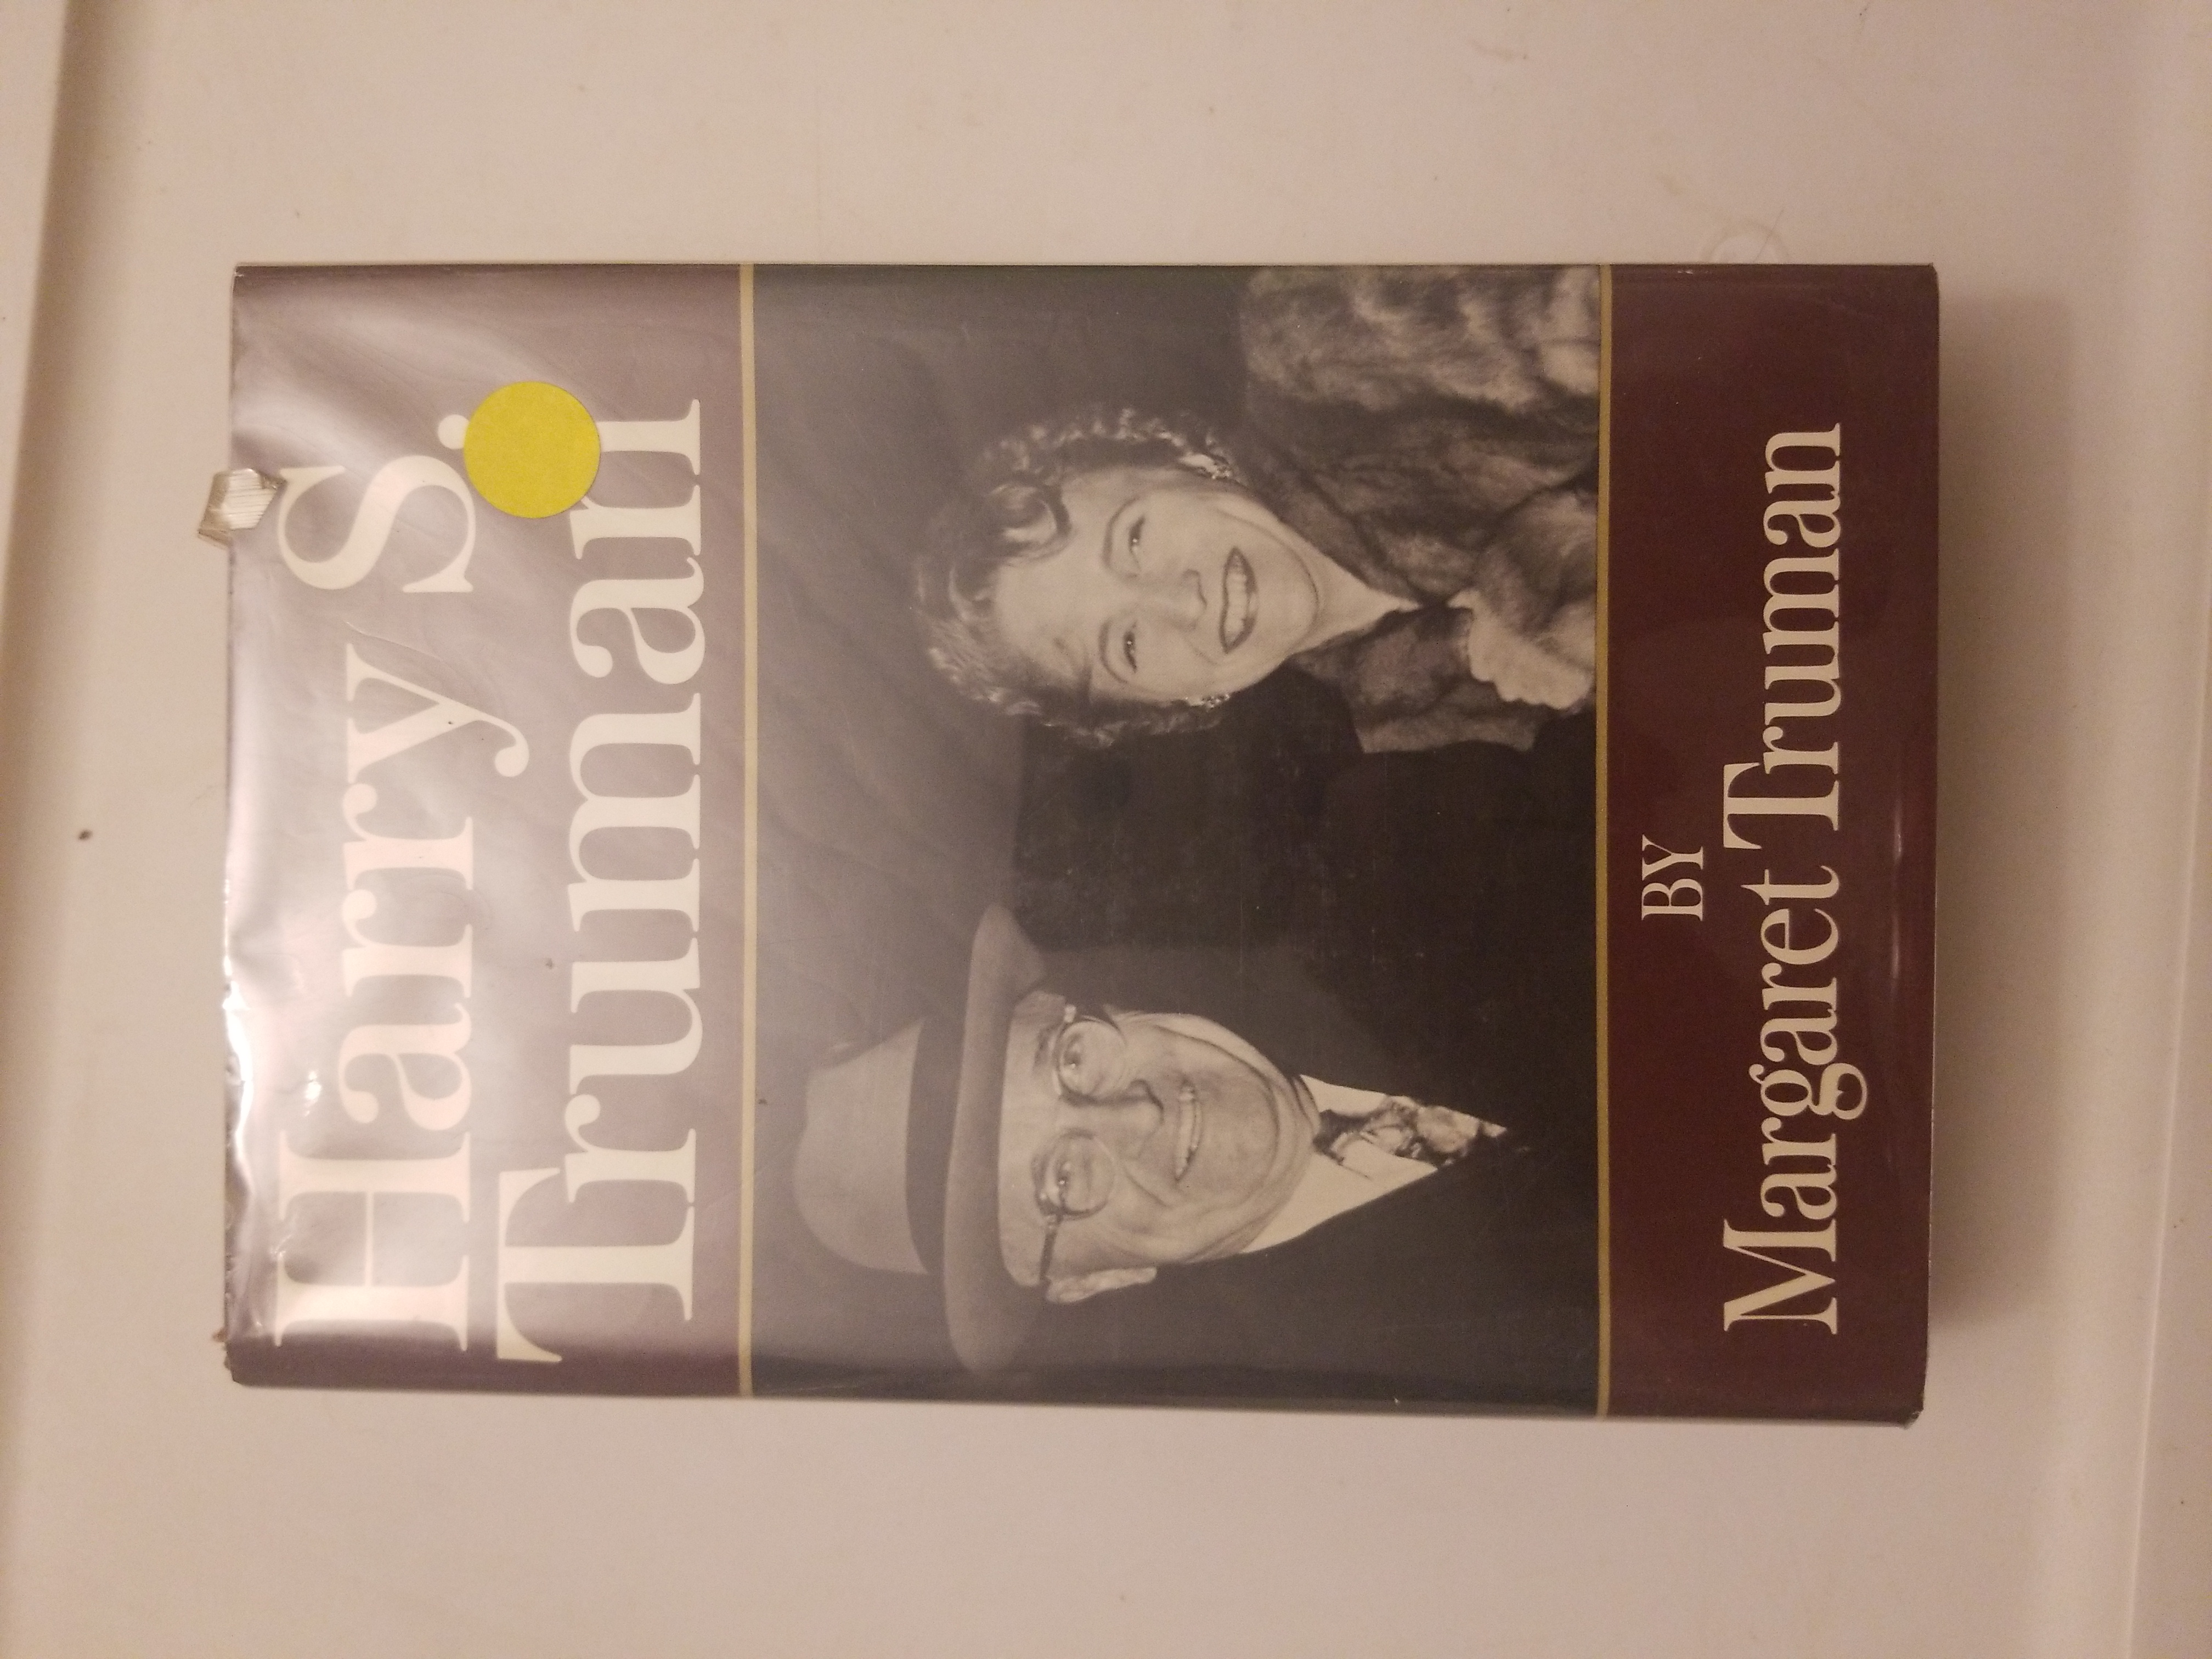 Harry S.
Truman
BY
Margaret Truman